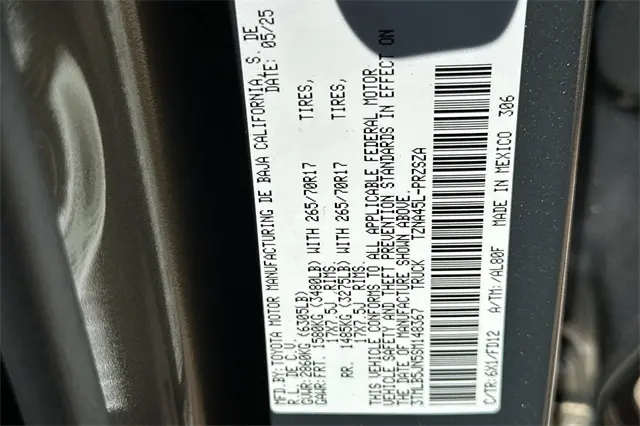 MFD.BY: TOYOTA MOTOR MANUFACTURING DE BAJA CALIFORNIA, S. DE
R.L. DE C.V. DATE: 05/25
GVWR: 2860KG (6305LB)
GAWR: FRT. 1580KG (3480LB) WITH 265/70R17 TIRES,
17X7.5J RIMS,
RR. 1485KG (3275LB) WITH 265/70R17 TIRES,
17X7.5J RIMS,
THIS VEHICLE CONFORMS TO ALL APPLICABLE FEDERAL MOTOR
VEHICLE SAFETY AND THEFT PREVENTION STANDARDS IN EFFECT ON
THE DATE OF MANUFACTURE SHOWN ABOVE.
3TMLB5JN6SM148367 TRUCK TZNA45L-PRZSZA
C/TR: 6X1/FD12 A/TM: /AL80F MADE IN MEXICO 306